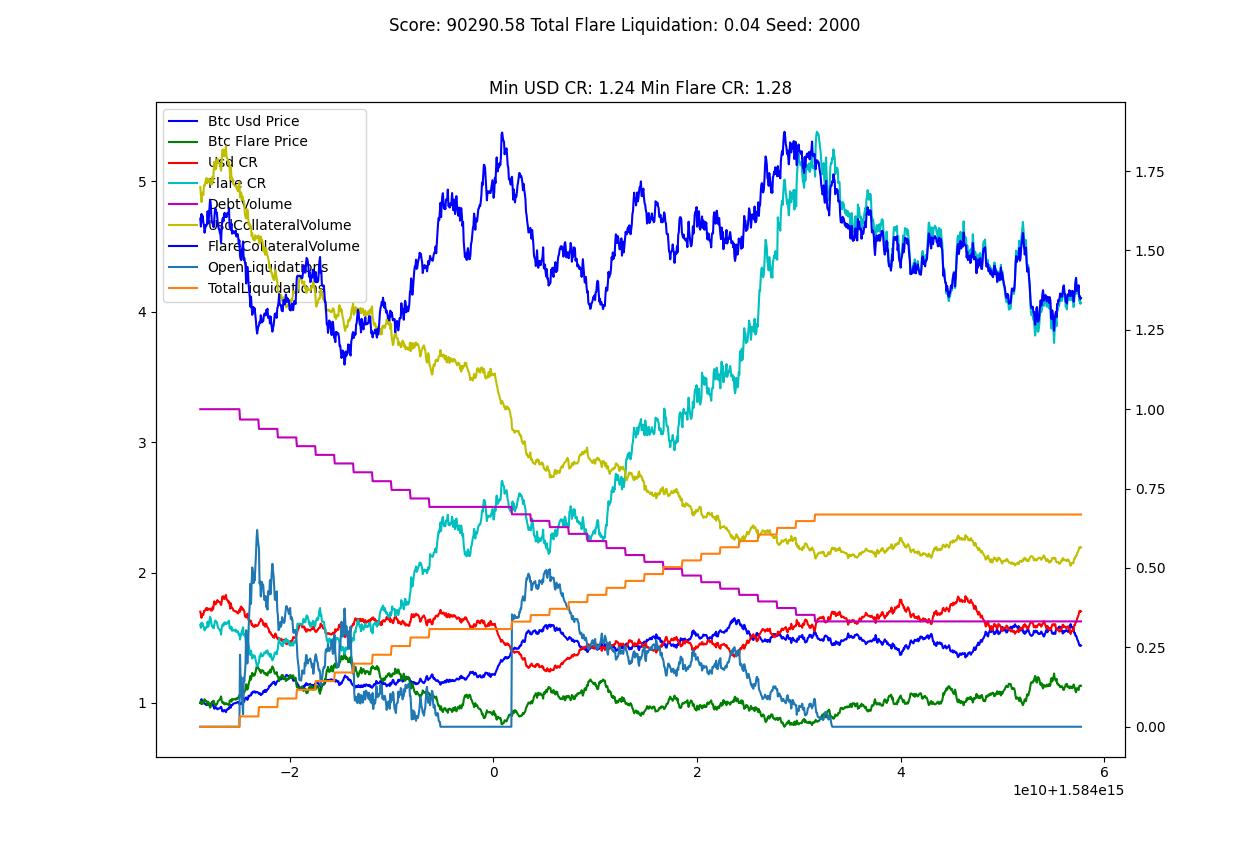 Score: 90290.58 Total Flare Liquidation: 0.04 Seed: 2000
Min USD CR: 1.24 Min Flare CR: 1.28
Btc Usd Price
Btc Flare Price
Usd CR
Flare CR
DebtVolume
UsdCollateralVolume
FlareCollateralVolume
OpenLiquidations
TotalLiquidations
5
4
3
2
1
1.75
1.50
1.25
1.00
0.75
0.50
0.25
0.00
−2
0
2
4
6
1e10+1.584e15